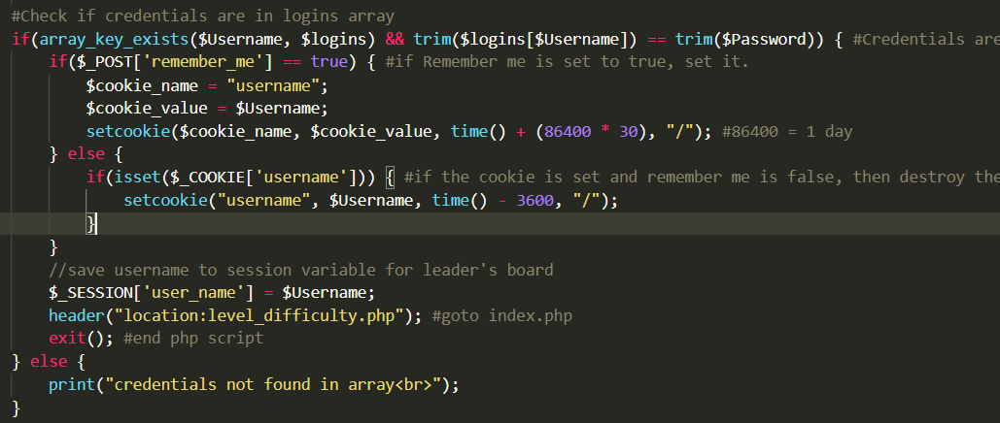 #Check if credentials are in logins array
if(array_key_exists($Username, $logins) && trim($logins[$Username]) == trim($Password)) { #Credentials are
if($_POST['remember_me'] == true) { #if Remember me is set to true, set it.
$cookie_name = "username";
$cookie_value = $Username;
setcookie($cookie_name, $cookie_value, time() + (86400 * 30), "/"); #86400 = 1 day
} else {
if(isset($_COOKIE['username'])) { #if the cookie is set and remember me is false, then destroy the
setcookie("username", $Username, time() - 3600, "/");
}
}
//save username to session variable for leader's board
$_SESSION['user_name'] = $Username;
header("location:level_difficulty.php"); #goto index.php
exit(); #end php script
} else {
print("credentials not found in array<br>");
}